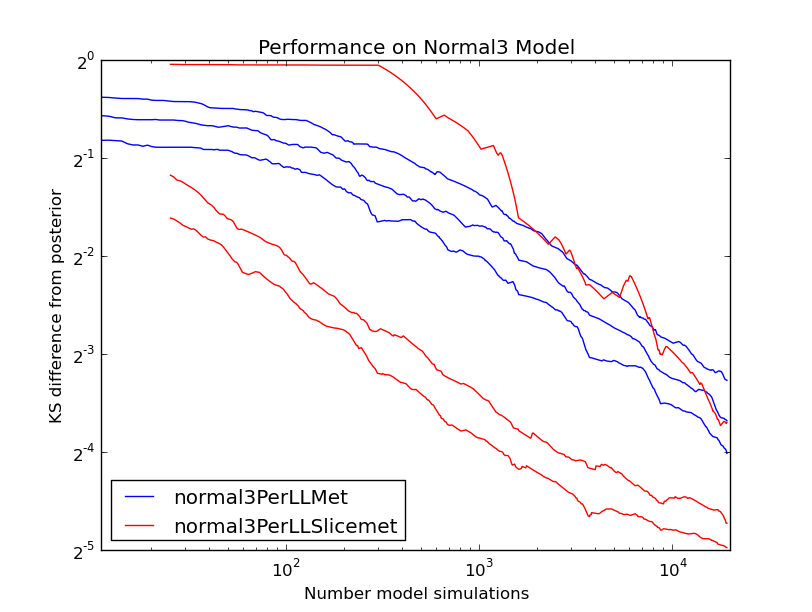 Performance on Normal3 Model
KS difference from posterior
2^0
2^-1
2^-2
2^-3
2^-4
2^-5
normal3PerLLMet
normal3PerLLSlicemet
10^2
10^3
10^4
Number model simulations